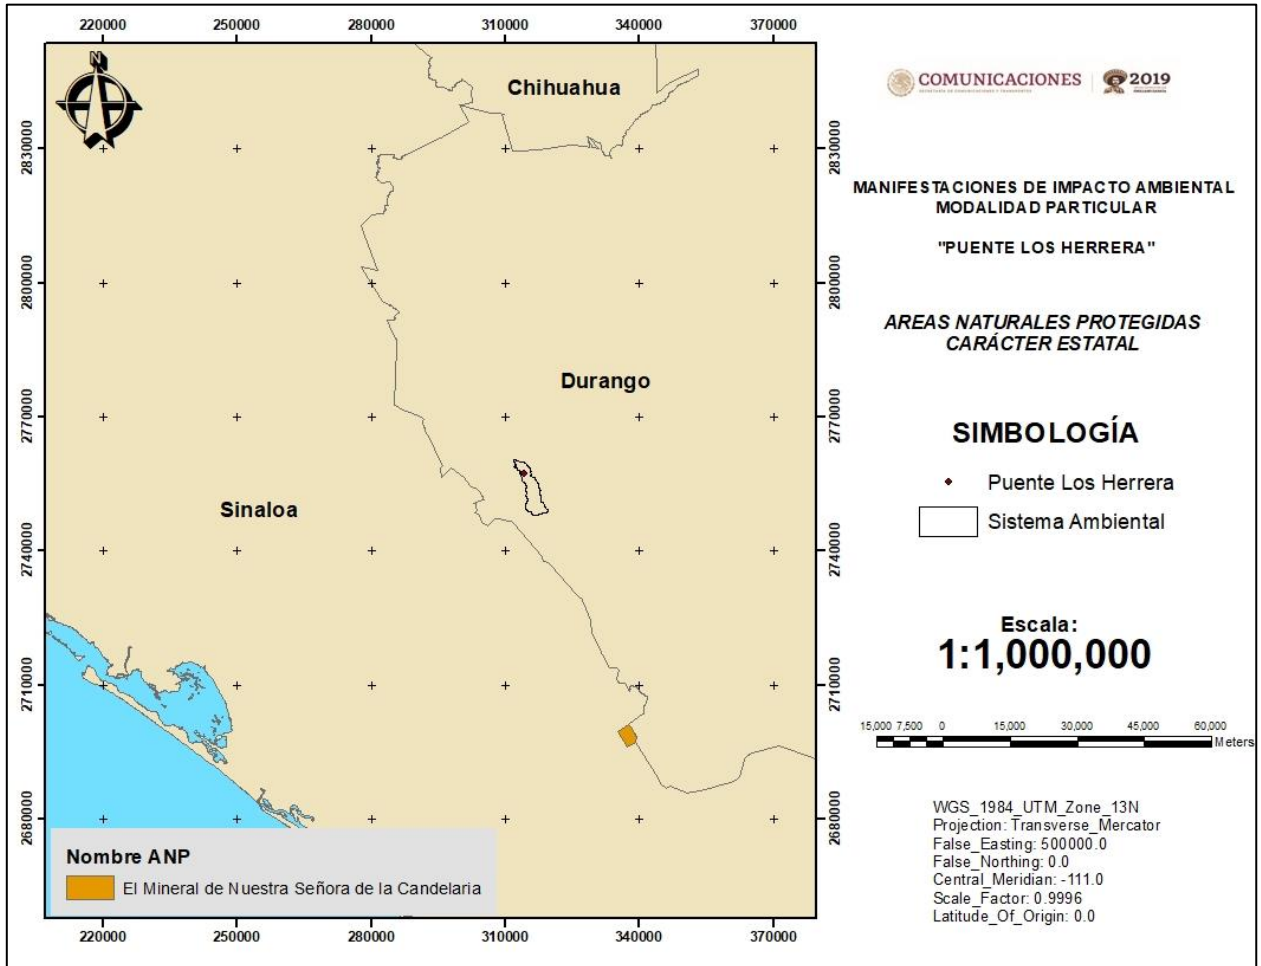 220000 250000 280000 310000 340000 370000
N
Chihuahua
Durango
Sinaloa
2830000
2800000
2770000
2740000
2710000
2680000
2830000
2800000
2770000
2740000
2710000
2680000
Nombre ANP
El Mineral de Nuestra Señora de la Candelaria
220000 250000 280000 310000 340000 370000
COMUNICACIONES
SECRETARÍA DE COMUNICACIONES Y TRANSPORTES
2019
MANIFESTACIONES DE IMPACTO AMBIENTAL
MODALIDAD PARTICULAR
"PUENTE LOS HERRERA"
AREAS NATURALES PROTEGIDAS
CARÁCTER ESTATAL
SIMBOLOGÍA
Puente Los Herrera
Sistema Ambiental
Escala:
1:1,000,000
15,000 7,500 0 15,000 30,000 45,000 60,000
Meters
WGS_1984_UTM_Zone_13N
Projection: Transverse_Mercator
False_Easting: 500000.0
False_Northing: 0.0
Central_Meridian: -111.0
Scale_Factor: 0.9996
Latitude_Of_Origin: 0.0